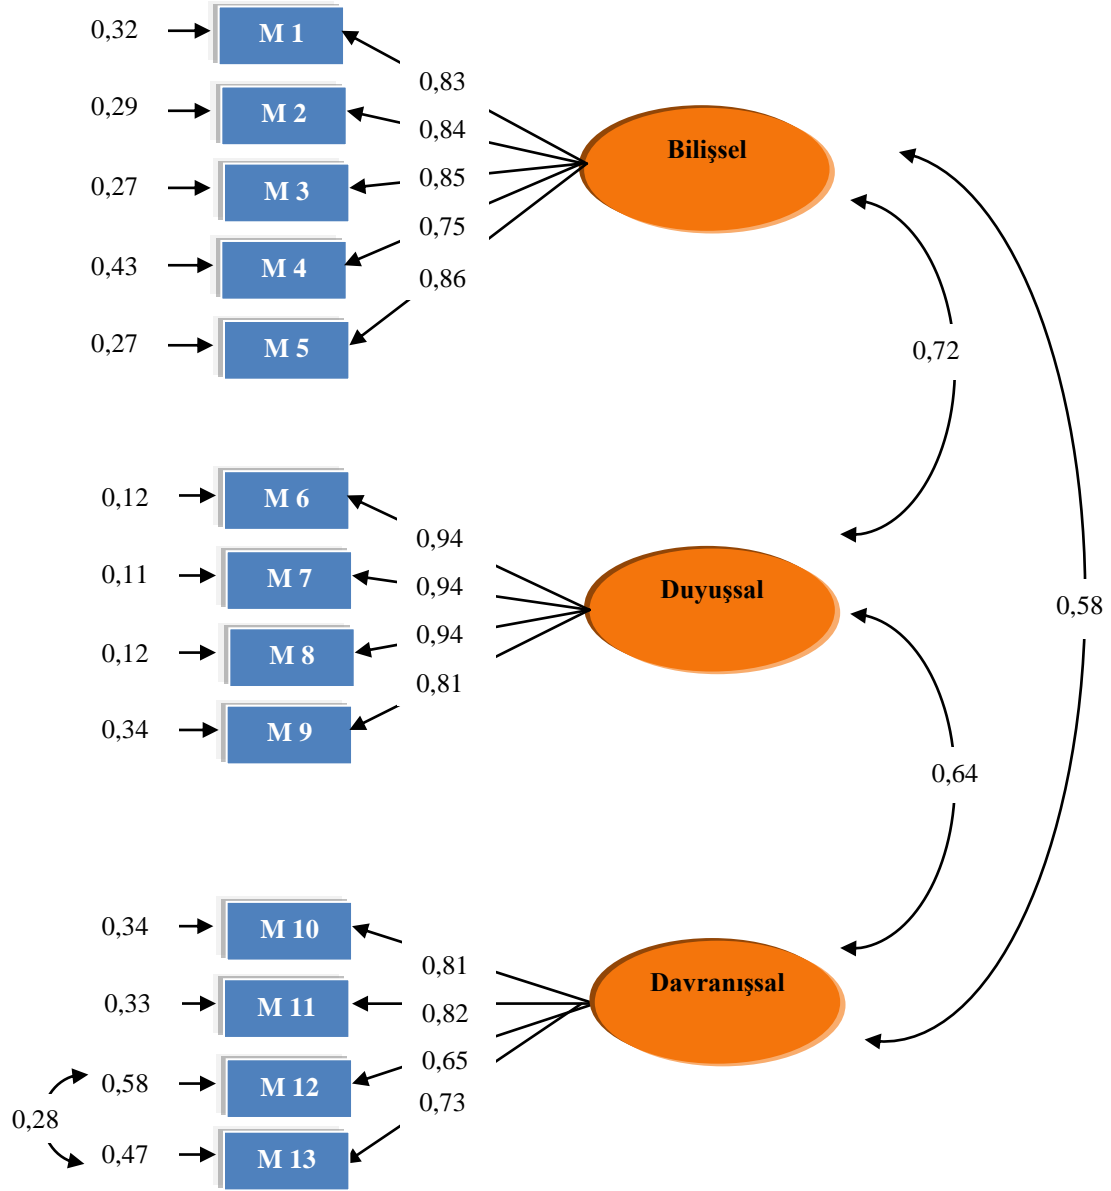 0,32 M 1
0,83
0,29 M 2
0,84
Bilişsel
0,27 M 3
0,85
0,43 M 4
0,75
0,86
0,27 M 5
0,72
0,12 M 6
0,94
0,11 M 7
0,94
Duyuşsal
0,58
0,12 M 8
0,94
0,81
0,34 M 9
0,64
0,34 M 10
0,81
Davranışsal
0,33 M 11
0,82
0,65
0,58 M 12
0,73
0,28
0,47 M 13